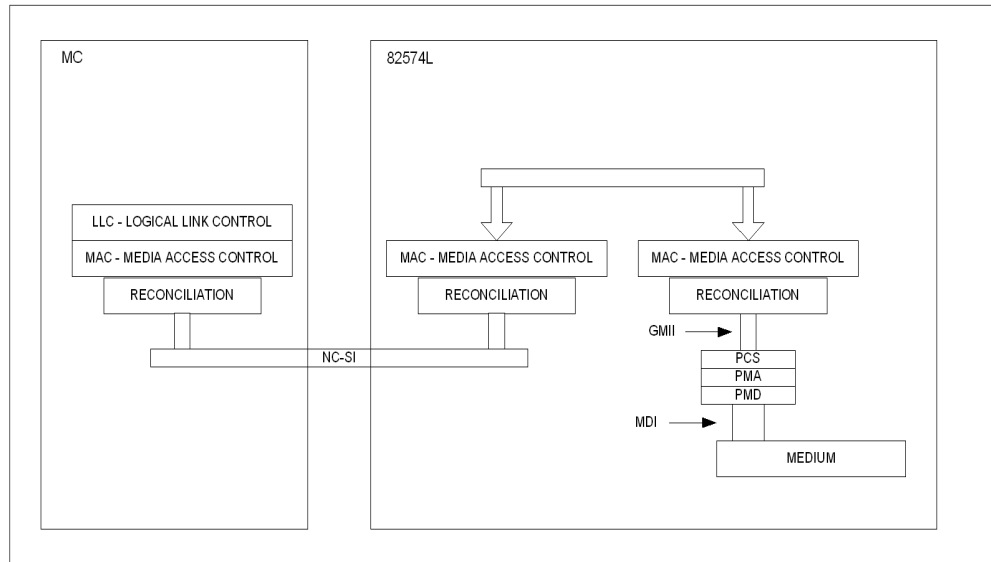 MC
82574L
LLC - LOGICAL LINK CONTROL
MAC - MEDIA ACCESS CONTROL
RECONCILIATION
MAC - MEDIA ACCESS CONTROL
RECONCILIATION
MAC - MEDIA ACCESS CONTROL
RECONCILIATION
NC-SI
GMII
PCS
PMA
PMD
MDI
MEDIUM